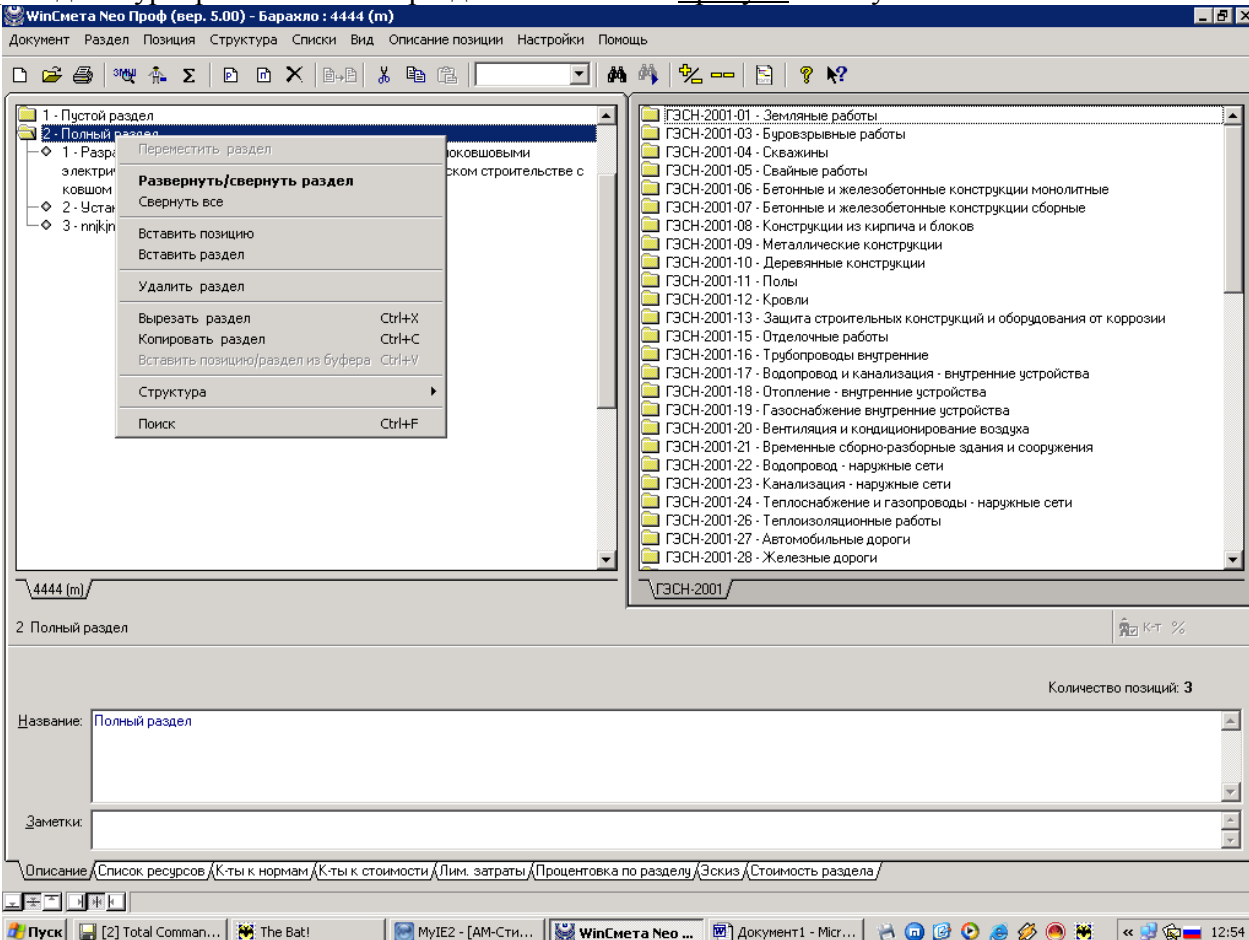 WinСмета Neo Проф (вер. 5.00) - Барахло : 4444 (m)
Документ Раздел Позиция Структура Списки Вид Описание позиции Настройки Помощь
1 - Пустой раздел
2 - Полный раздел
1 - Разра
оковшовыми
электри
ском строительстве с
ковшом
2 - Устан
3 - nnjkjn
Переместить раздел
Развернуть/свернуть раздел
Свернуть все
Вставить позицию
Вставить раздел
Удалить раздел
Вырезать раздел Ctrl+X
Копировать раздел Ctrl+C
Вставить позицию/раздел из буфера Ctrl+V
Структура
Поиск Ctrl+F
ГЭСН-2001-01 - Земляные работы
ГЭСН-2001-03 - Буровзрывные работы
ГЭСН-2001-04 - Скважины
ГЭСН-2001-05 - Свайные работы
ГЭСН-2001-06 - Бетонные и железобетонные конструкции монолитные
ГЭСН-2001-07 - Бетонные и железобетонные конструкции сборные
ГЭСН-2001-08 - Конструкции из кирпича и блоков
ГЭСН-2001-09 - Металлические конструкции
ГЭСН-2001-10 - Деревянные конструкции
ГЭСН-2001-11 - Полы
ГЭСН-2001-12 - Кровли
ГЭСН-2001-13 - Защита строительных конструкций и оборудования от коррозии
ГЭСН-2001-15 - Отделочные работы
ГЭСН-2001-16 - Трубопроводы внутренние
ГЭСН-2001-17 - Водопровод и канализация - внутренние устройства
ГЭСН-2001-18 - Отопление - внутренние устройства
ГЭСН-2001-19 - Газоснабжение внутренние устройства
ГЭСН-2001-20 - Вентиляция и кондиционирование воздуха
ГЭСН-2001-21 - Временные сборно-разборные здания и сооружения
ГЭСН-2001-22 - Водопровод - наружные сети
ГЭСН-2001-23 - Канализация - наружные сети
ГЭСН-2001-24 - Теплоснабжение и газопроводы - наружные сети
ГЭСН-2001-26 - Теплоизоляционные работы
ГЭСН-2001-27 - Автомобильные дороги
ГЭСН-2001-28 - Железные дороги
4444 (m)
ГЭСН-2001
2 Полный раздел
К-т %
Количество позиций: 3
Название: Полный раздел
Заметки:
Описание Список ресурсов К-ты к нормам К-ты к стоимости Лим. затраты Процентовка по разделу Эскиз Стоимость раздела
Пуск [2] Total Comman... The Bat! MyIE2 - [АМ-Сти... WinСмета Neo ... Документ1 - Micr... « 12:54